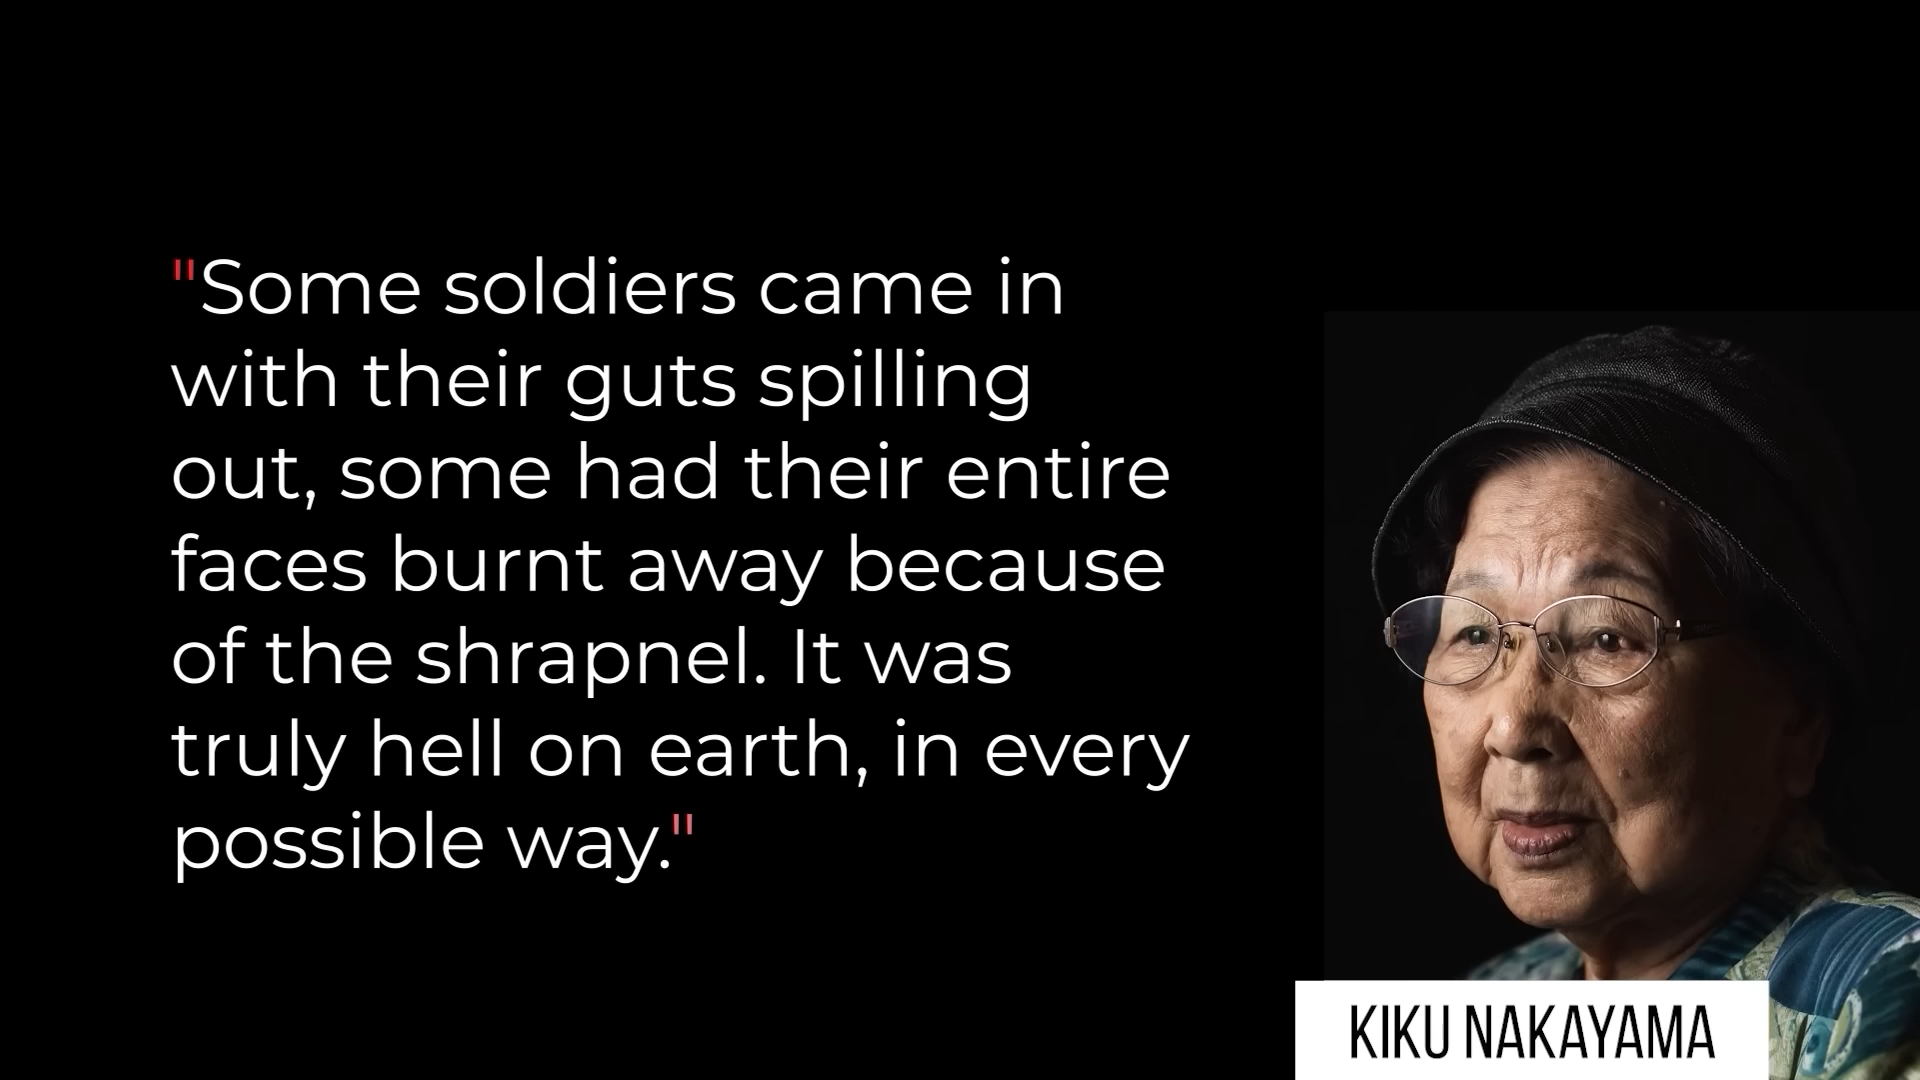 "Some soldiers came in
with their guts spilling
out, some had their entire
faces burnt away because
of the shrapnel. It was
truly hell on earth, in every
possible way."
KIKU NAKAYAMA